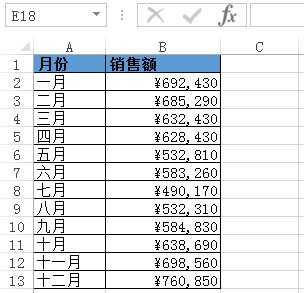 E18 fx
A B C
1 月份 销售额
2 一月 ¥692,430
3 二月 ¥685,290
4 三月 ¥632,430
5 四月 ¥628,430
6 五月 ¥532,810
7 六月 ¥583,260
8 七月 ¥490,170
9 八月 ¥532,310
10 九月 ¥584,830
11 十月 ¥638,690
12 十一月 ¥698,560
13 十二月 ¥760,850